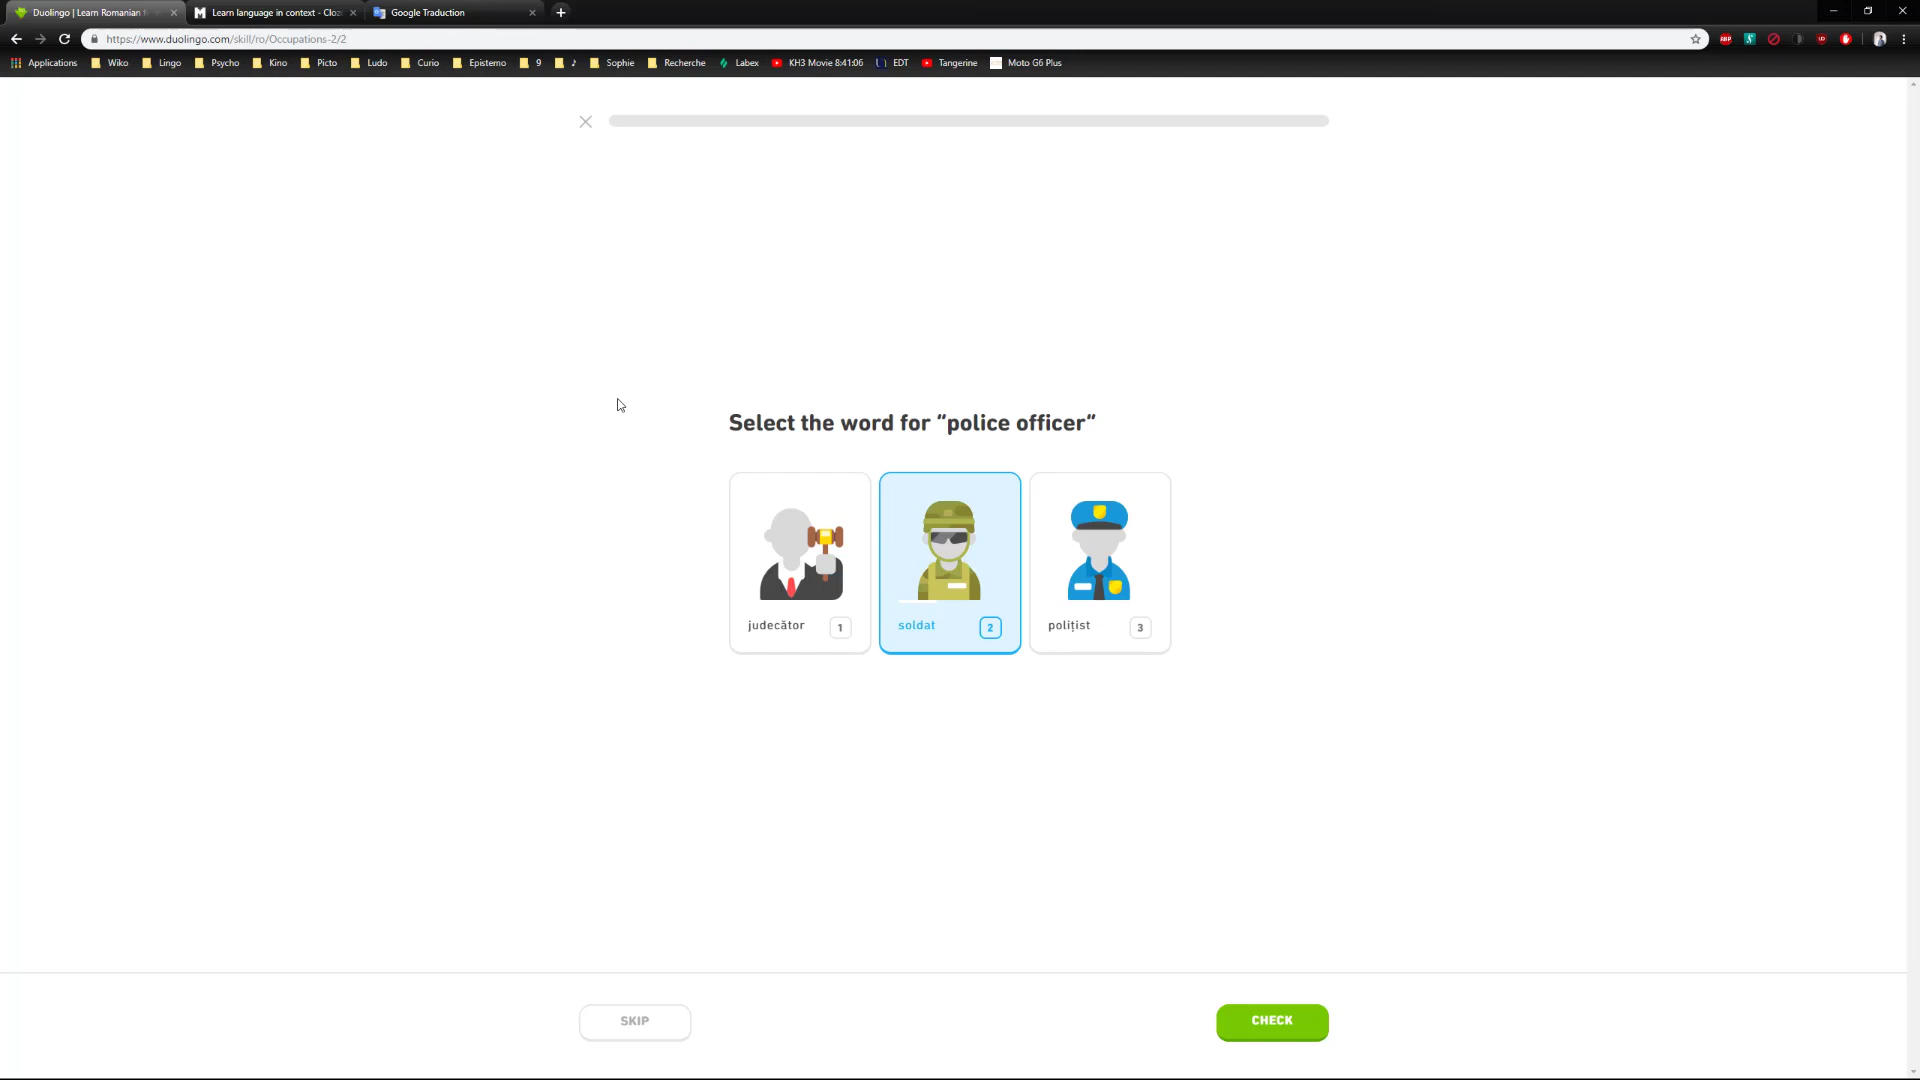 Duolingo | Learn Romanian f
Learn language in context - Cloz
Google Traduction
https://www.duolingo.com/skill/ro/Occupations-2/2
Applications Wiko Lingo Psycho Kino Picto Ludo Curio Epistemo 9 ♪ Sophie Recherche Labex KH3 Movie 8:41:06 EDT Tangerine Moto G6 Plus
Select the word for “police officer”
judecător 1
soldat 2
polițist 3
SKIP
CHECK